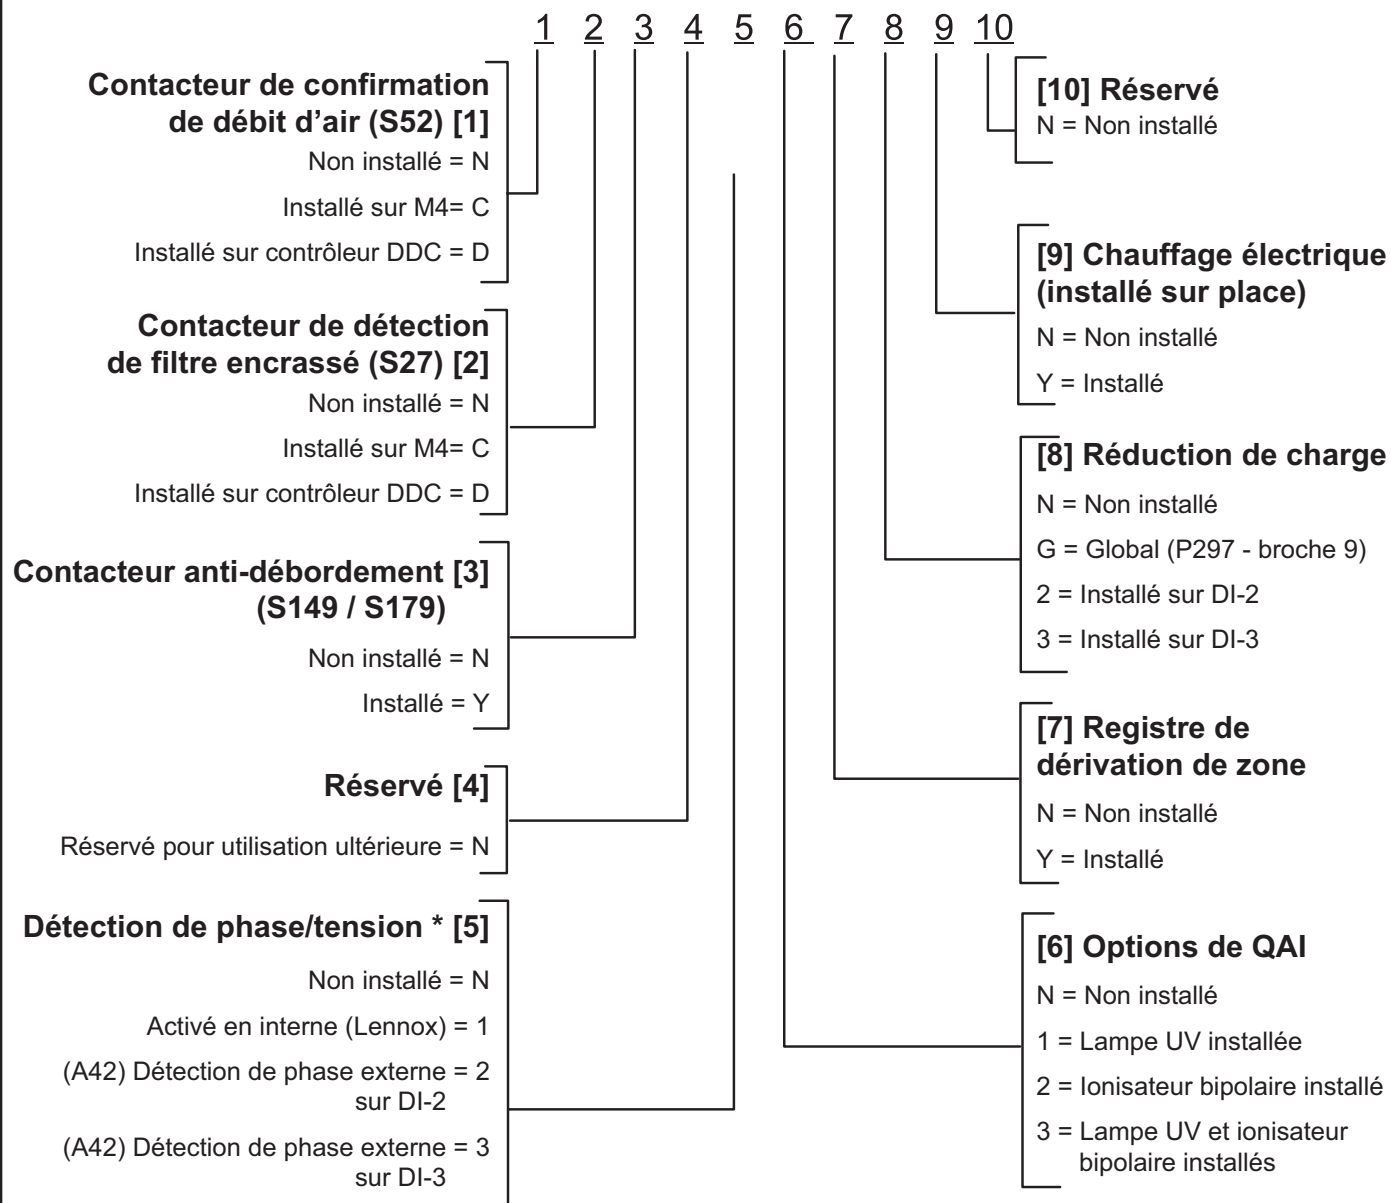 1 2 3 4 5 6 7 8 9 10
Contacteur de confirmation
de débit d'air (S52) [1]
Non installé = N
Installé sur M4= C
Installé sur contrôleur DDC = D
Contacteur de détection
de filtre encrassé (S27) [2]
Non installé = N
Installé sur M4= C
Installé sur contrôleur DDC = D
Contacteur anti-débordement [3]
(S149 / S179)
Non installé = N
Installé = Y
Réservé [4]
Réservé pour utilisation ultérieure = N
Détection de phase/tension * [5]
Non installé = N
Activé en interne (Lennox) = 1
(A42) Détection de phase externe = 2
sur DI-2
(A42) Détection de phase externe = 3
sur DI-3
[10] Réservé
N = Non installé
[9] Chauffage électrique
(installé sur place)
N = Non installé
Y = Installé
[8] Réduction de charge
N = Non installé
G = Global (P297 - broche 9)
2 = Installé sur DI-2
3 = Installé sur DI-3
[7] Registre de
dérivation de zone
N = Non installé
Y = Installé
[6] Options de QAI
N = Non installé
1 = Lampe UV installée
2 = Ionisateur bipolaire installé
3 = Lampe UV et ionisateur
bipolaire installés